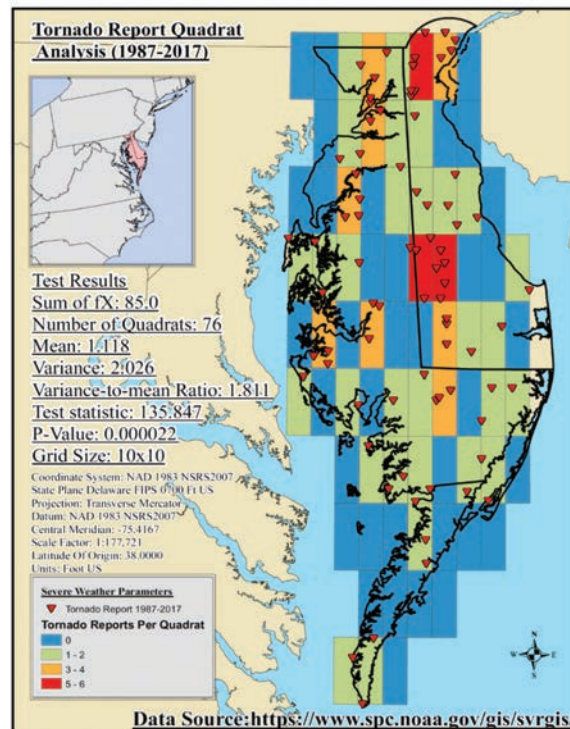 Tornado Report Quadrat
Analysis (1987-2017)
Test Results
Sum of fX: 85.0
Number of Quadrats: 76
Mean: 1.118
Variance: 2.026
Variance-to-mean Ratio: 1.811
Test statistic: 135.847
P-Value: 0.000022
Grid Size: 10x10
Coordinate System: NAD 1983 NSRS2007
State Plane Delaware FIPS 0700 Ft US
Projection: Transverse Mercator
Datum: NAD 1983 NSRS2007
Central Meridian: -75.4167
Scale Factor: 1:177,721
Latitude Of Origin: 38.0000
Units: Foot US
Severe Weather Parameters
Tornado Report 1987-2017
Tornado Reports Per Quadrat
0
1 - 2
3 - 4
5 - 6
N
W E
S
Data Source:https://www.spc.noaa.gov/gis/svrgis